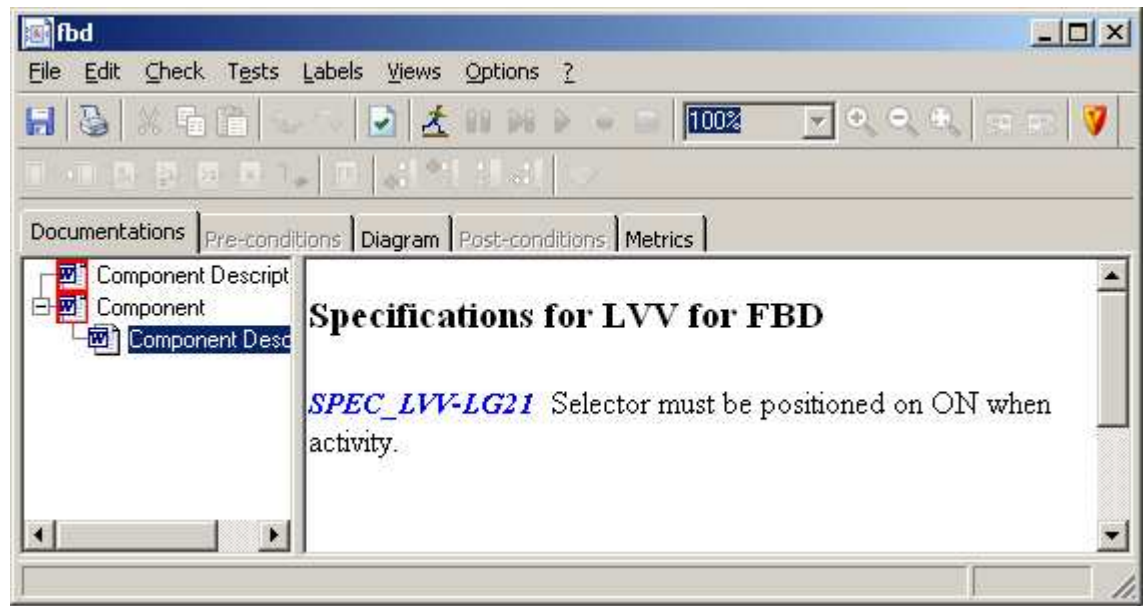 fbd
File Edit Check Tests Labels Views Options ?
100%
Documentations Pre-conditions Diagram Post-conditions Metrics
Component Descript
Component
Component Desc
Specifications for LVV for FBD
SPEC_LVV-LG21 Selector must be positioned on ON when
activity.